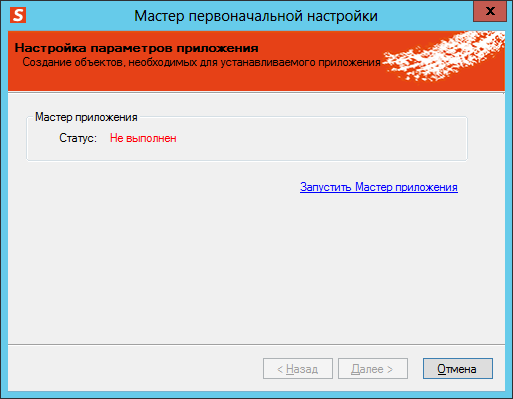 S Мастер первоначальной настройки x
Настройка параметров приложения
Создание объектов, необходимых для устанавливаемого приложения
Мастер приложения
Статус: Не выполнен
Запустить Мастер приложения
< Назад Далее > Отмена